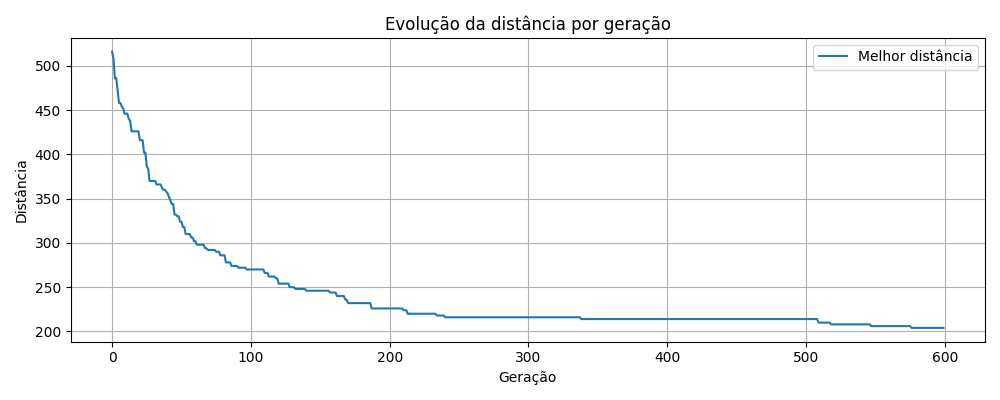 Evolução da distância por geração
Melhor distância
Distância
500
450
400
350
300
250
200
0 100 200 300 400 500 600
Geração